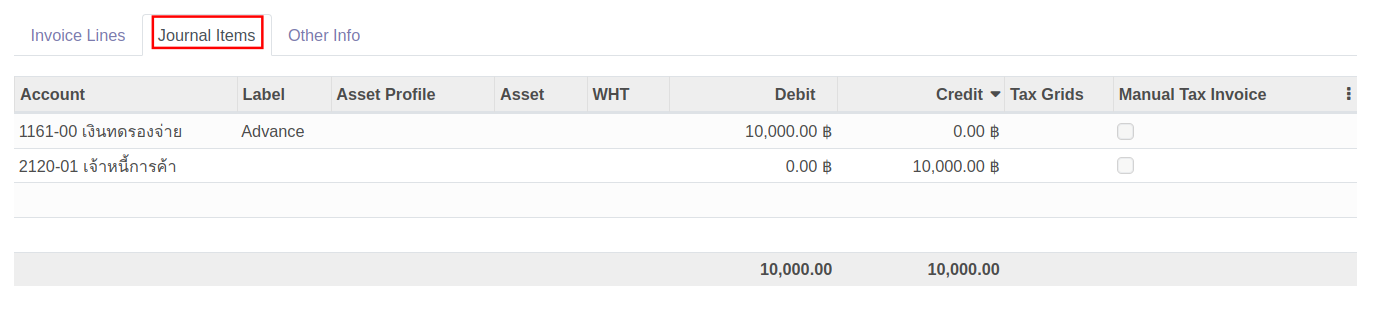 Invoice Lines Journal Items Other Info
Account Label Asset Profile Asset WHT Debit Credit Tax Grids Manual Tax Invoice
1161-00 เงินทดรองจ่าย Advance 10,000.00 ฿ 0.00 ฿
2120-01 เจ้าหนี้การค้า 0.00 ฿ 10,000.00 ฿
10,000.00 10,000.00